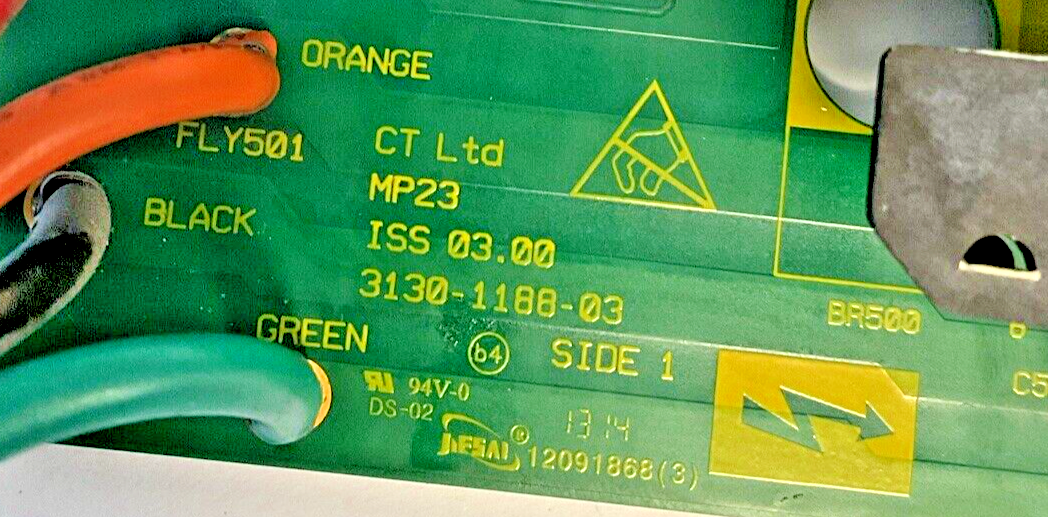 ORANGE
FLY501
CT Ltd
BLACK
MP23
ISS 03.00
3130-1188-03
GREEN
b4
SIDE 1
BR500
94V-0
DS-02
1314
12091868(3)